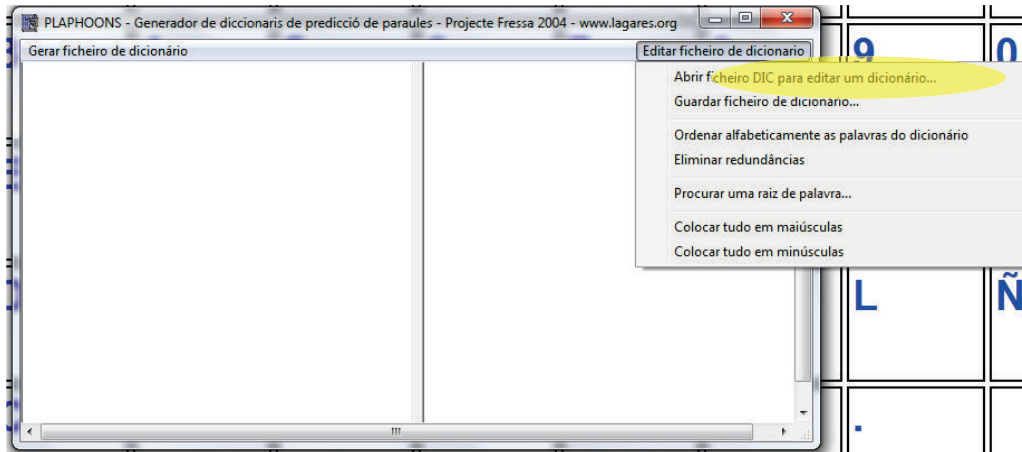 PLAPHOONS - Generador de diccionaris de predicció de paraules - Projecte Fressa 2004 - www.lagares.org
Gerar ficheiro de dicionário
Editar ficheiro de dicionario
Abrir ficheiro DIC para editar um dicionário...
Guardar ficheiro de dicionário...
Ordenar alfabeticamente as palavras do dicionário
Eliminar redundâncias
Procurar uma raiz de palavra...
Colocar tudo em maiúsculas
Colocar tudo em minúsculas
9 0
L Ñ
.